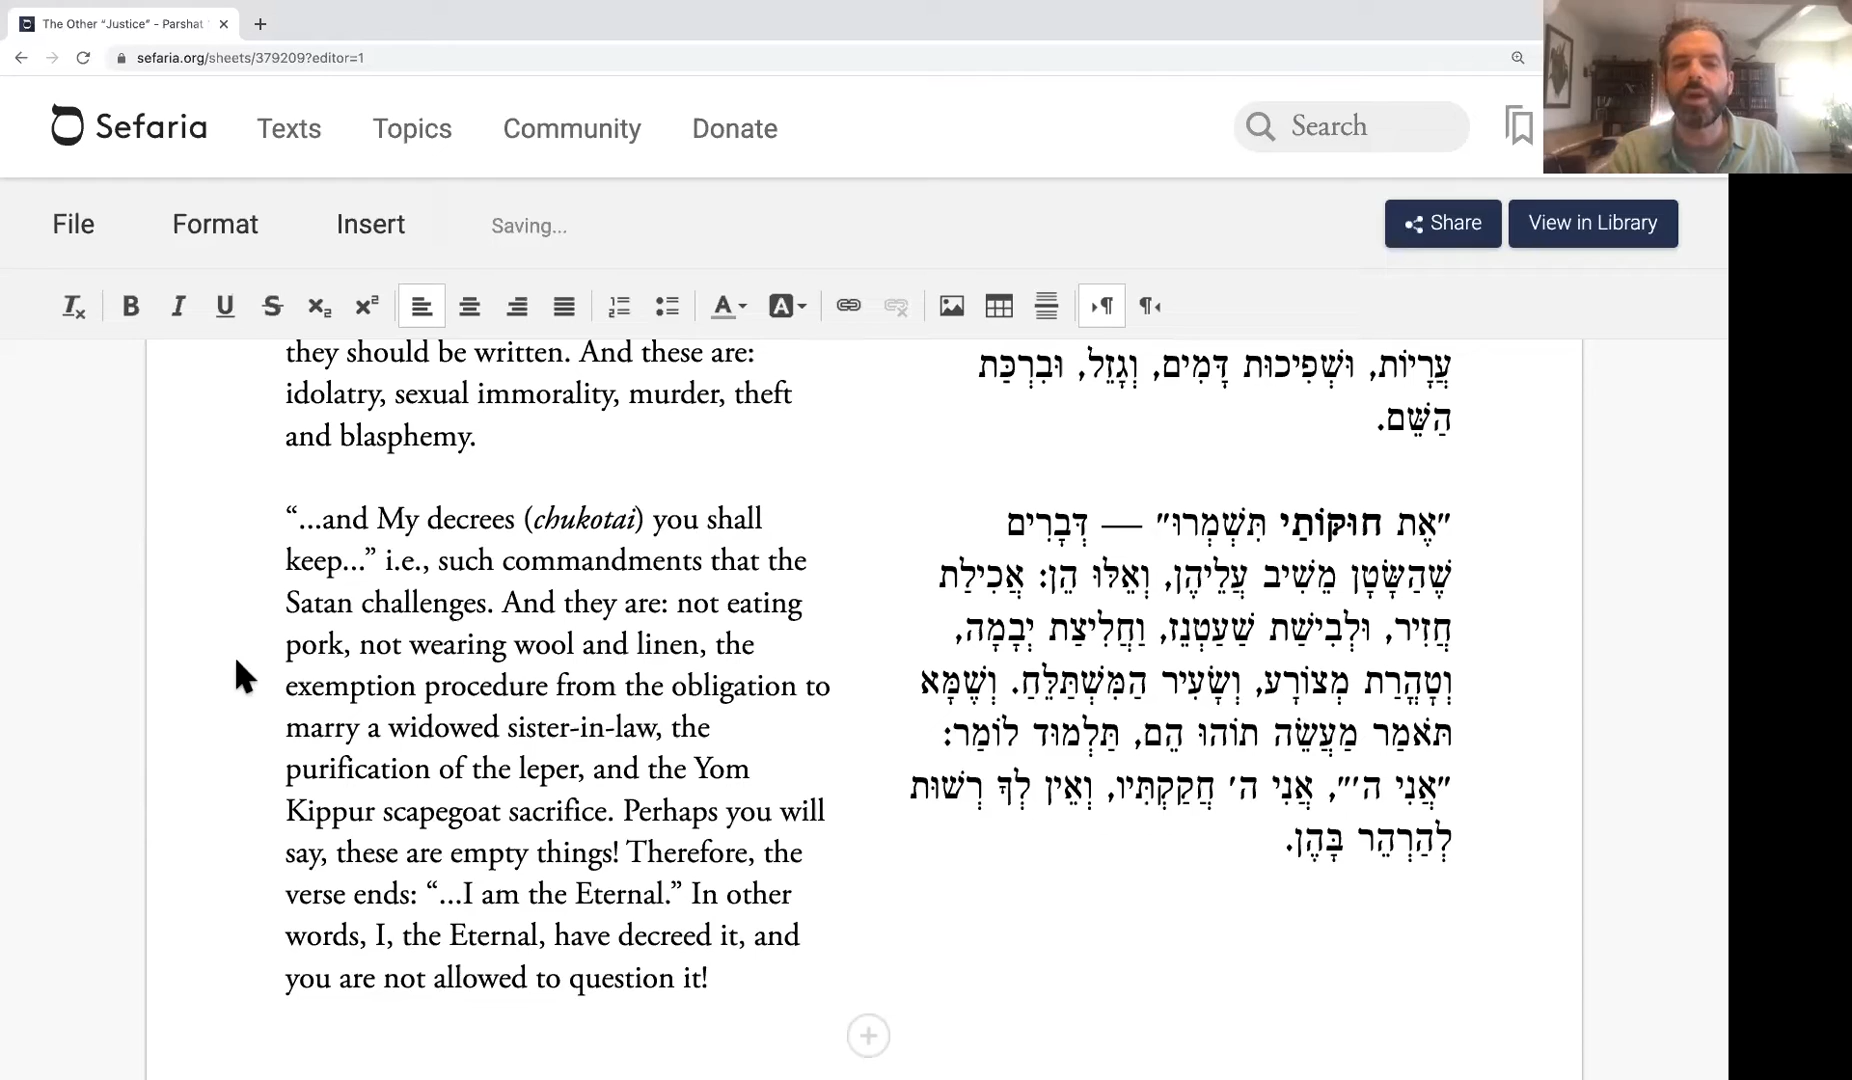 The Other “Justice” - Parshat
sefaria.org/sheets/379209?editor=1
Sefaria
Texts
Topics
Community
Donate
Search
File
Format
Insert
Saving...
Share
View in Library
they should be written. And these are:
idolatry, sexual immorality, murder, theft
and blasphemy.
“...and My decrees (chukotai) you shall
keep...” i.e., such commandments that the
Satan challenges. And they are: not eating
pork, not wearing wool and linen, the
exemption procedure from the obligation to
marry a widowed sister-in-law, the
purification of the leper, and the Yom
Kippur scapegoat sacrifice. Perhaps you will
say, these are empty things! Therefore, the
verse ends: “...I am the Eternal.” In other
words, I, the Eternal, have decreed it, and
you are not allowed to question it!
עֲרָיוֹת, וּשְׁפִיכוּת דָּמִים, וְגָזֵל, וּבִרְכַּת
הַשֵּׁם.
״אֶת חוּקּוֹתַי תִּשְׁמְרוּ״ — דְּבָרִים
שֶׁהַשָּׂטָן מֵשִׁיב עֲלֵיהֶן, וְאֵלּוּ הֵן: אֲכִילַת
חֲזִיר, וּלְבִישַׁת שַׁעַטְנֵז, וַחֲלִיצַת יְבָמָה,
וְטָהֳרַת מְצוֹרָע, וְשָׂעִיר הַמִּשְׁתַּלֵּחַ. וְשֶׁמָּא
תֹּאמַר מַעֲשֵׂה תוֹהוּ הֵם, תַּלְמוּד לוֹמַר:
״אֲנִי ה׳״, אֲנִי ה׳ חֲקַקְתִּיו, וְאֵין לְךָ רְשׁוּת
לְהַרְהֵר בָּהֶן.